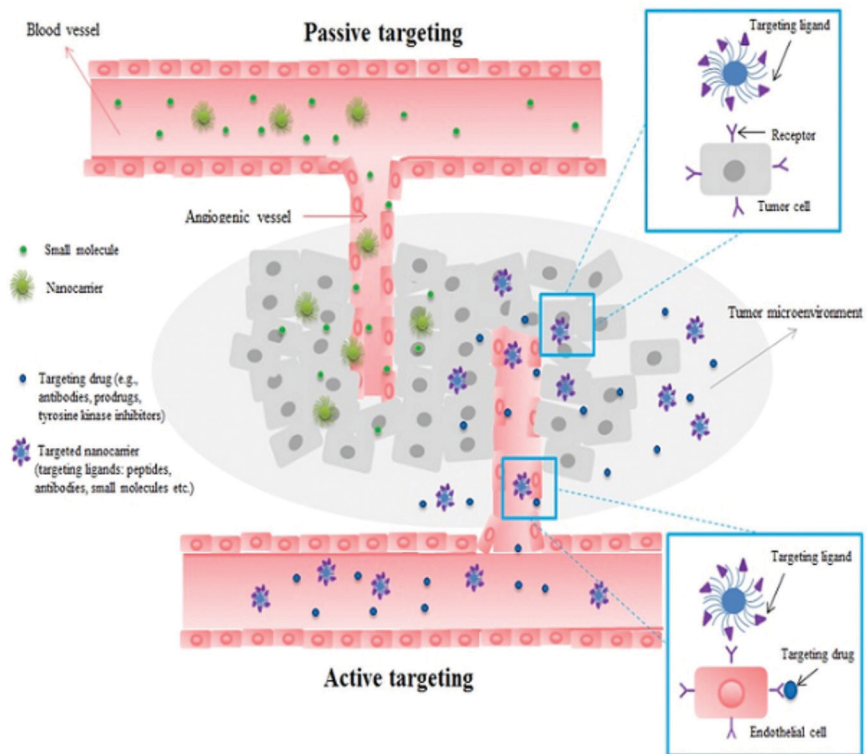 Blood vessel
Passive targeting
Targeting ligand
Receptor
Tumor cell
Angiogenic vessel
Small molecule
Nanocarrier
Tumor microenvironment
Targeting drug (e.g.,
antibodies, prodrugs,
tyrosine kinase inhibitors)
Targeted nanocarrier
(targeting ligands: peptides,
antibodies, small molecules etc.)
Targeting ligand
Targeting drug
Endothelial cell
Active targeting